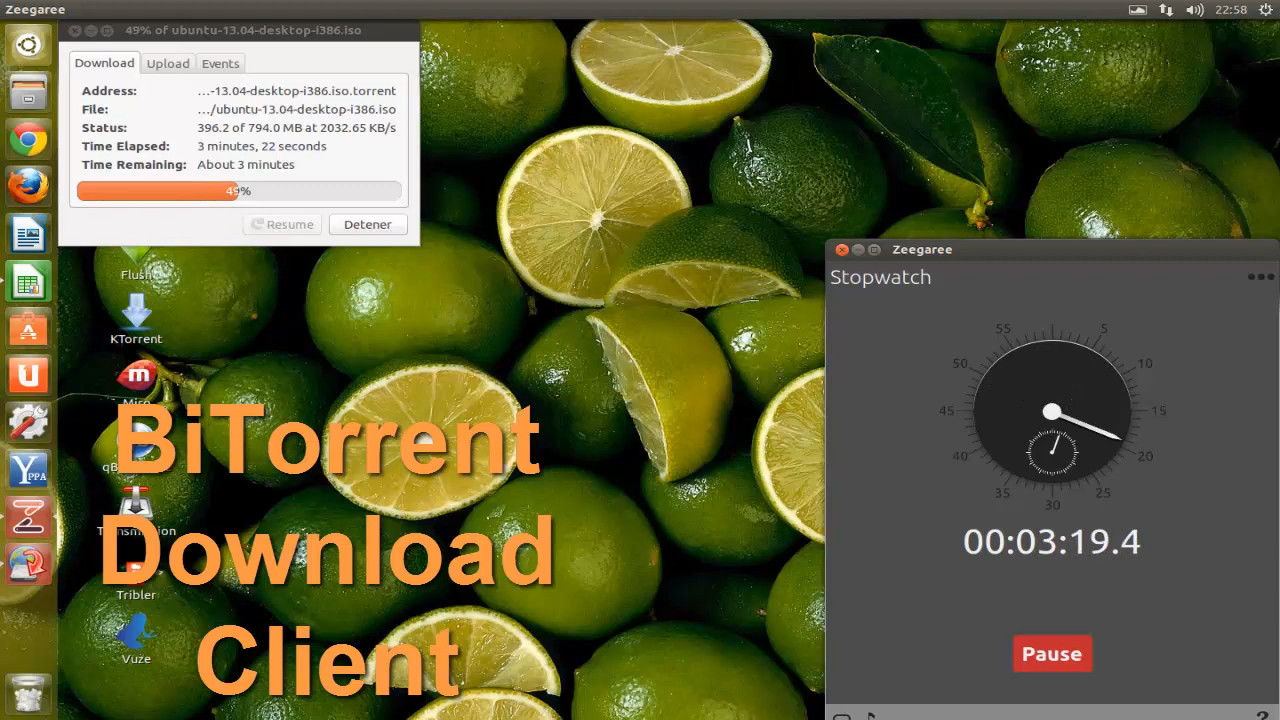 Zeegaree
22:58
49% of ubuntu-13.04-desktop-i386.iso
Download Upload Events
Address: ...-13.04-desktop-i386.iso.torrent
File: .../ubuntu-13.04-desktop-i386.iso
Status: 396.2 of 794.0 MB at 2032.65 KB/s
Time Elapsed: 3 minutes, 22 seconds
Time Remaining: About 3 minutes
49%
Resume Detener
Flush
KTorrent
Miro
Transmission
Tribler
Vuze
A
U
YPPA
BiTorrent
Download
Client
Zeegaree
Stopwatch
55 5
50 10
45 15
40 20
35 25
30
00:03:19.4
Pause
?